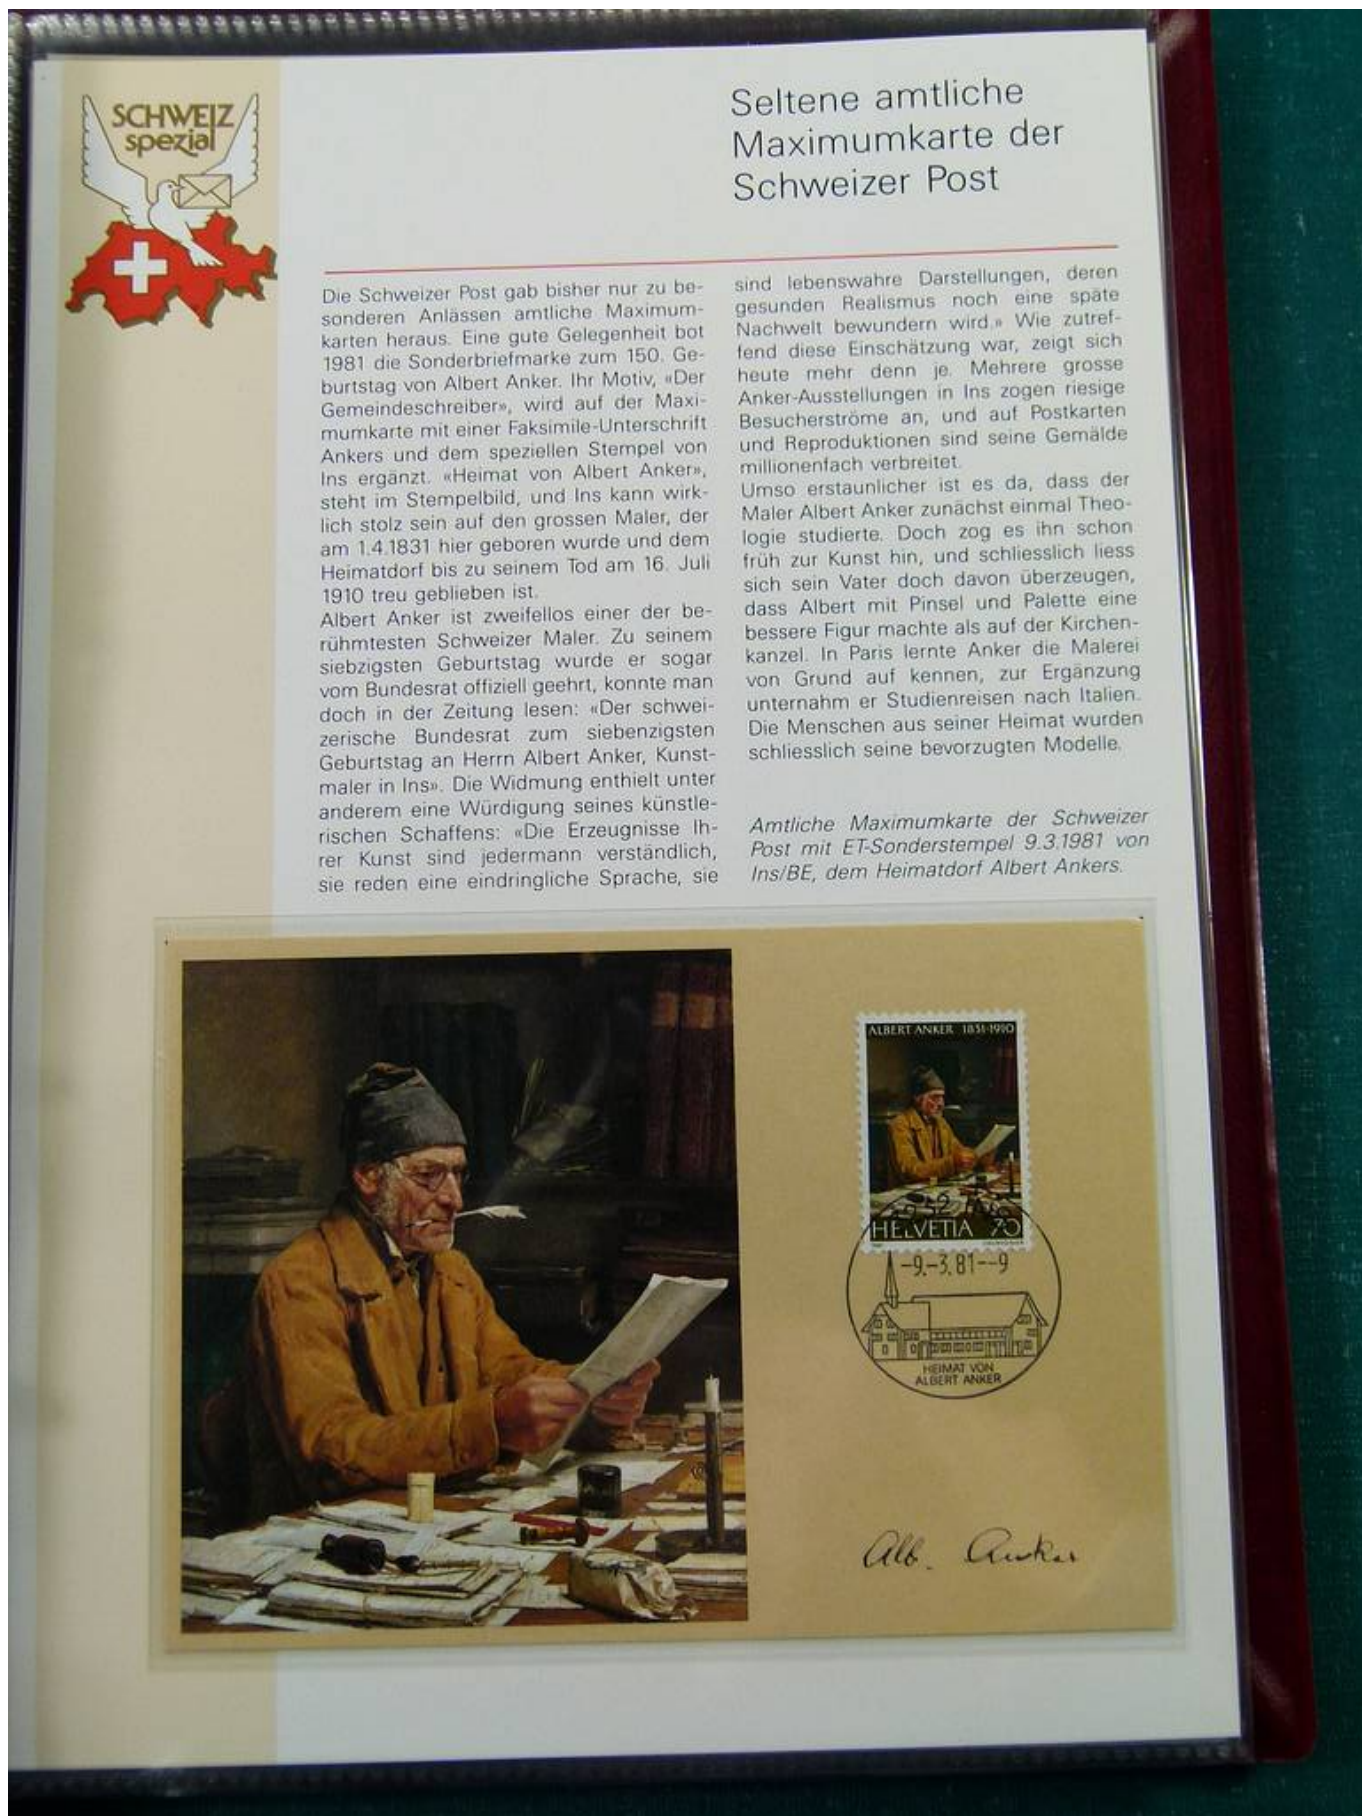 SCHWEIZ
spezial
Seltene amtliche
Maximumkarte der
Schweizer Post
Die Schweizer Post gab bisher nur zu be-
sonderen Anlässen amtliche Maximum-
karten heraus. Eine gute Gelegenheit bot
1981 die Sonderbriefmarke zum 150. Ge-
burtstag von Albert Anker. Ihr Motiv, «Der
Gemeindeschreiber», wird auf der Maxi-
mumkarte mit einer Faksimile-Unterschrift
Ankers und dem speziellen Stempel von
Ins ergänzt. «Heimat von Albert Anker»,
steht im Stempelbild, und Ins kann wirk-
lich stolz sein auf den grossen Maler, der
am 1.4.1831 hier geboren wurde und dem
Heimatdorf bis zu seinem Tod am 16. Juli
1910 treu geblieben ist.
Albert Anker ist zweifellos einer der be-
rühmtesten Schweizer Maler. Zu seinem
siebzigsten Geburtstag wurde er sogar
vom Bundesrat offiziell geehrt, konnte man
doch in der Zeitung lesen: «Der schwei-
zerische Bundesrat zum siebenzigsten
Geburtstag an Herrn Albert Anker, Kunst-
maler in Ins». Die Widmung enthielt unter
anderem eine Würdigung seines künstle-
rischen Schaffens: «Die Erzeugnisse Ih-
rer Kunst sind jedermann verständlich,
sie reden eine eindringliche Sprache, sie
sind lebenswahre Darstellungen, deren
gesunden Realismus noch eine späte
Nachwelt bewundern wird.» Wie zutref-
fend diese Einschätzung war, zeigt sich
heute mehr denn je. Mehrere grosse
Anker-Ausstellungen in Ins zogen riesige
Besucherströme an, und auf Postkarten
und Reproduktionen sind seine Gemälde
millionenfach verbreitet.
Umso erstaunlicher ist es da, dass der
Maler Albert Anker zunächst einmal Theo-
logie studierte. Doch zog es ihn schon
früh zur Kunst hin, und schliesslich liess
sich sein Vater doch davon überzeugen,
dass Albert mit Pinsel und Palette eine
bessere Figur machte als auf der Kirchen-
kanzel. In Paris lernte Anker die Malerei
von Grund auf kennen, zur Ergänzung
unternahm er Studienreisen nach Italien.
Die Menschen aus seiner Heimat wurden
schliesslich seine bevorzugten Modelle.
Amtliche Maximumkarte der Schweizer
Post mit ET-Sonderstempel 9.3.1981 von
Ins/BE, dem Heimatdorf Albert Ankers.
ALBERT ANKER 1831-1910
HELVETIA 70
-9.-3.81--9
HEIMAT VON
ALBERT ANKER
Alb. Anker